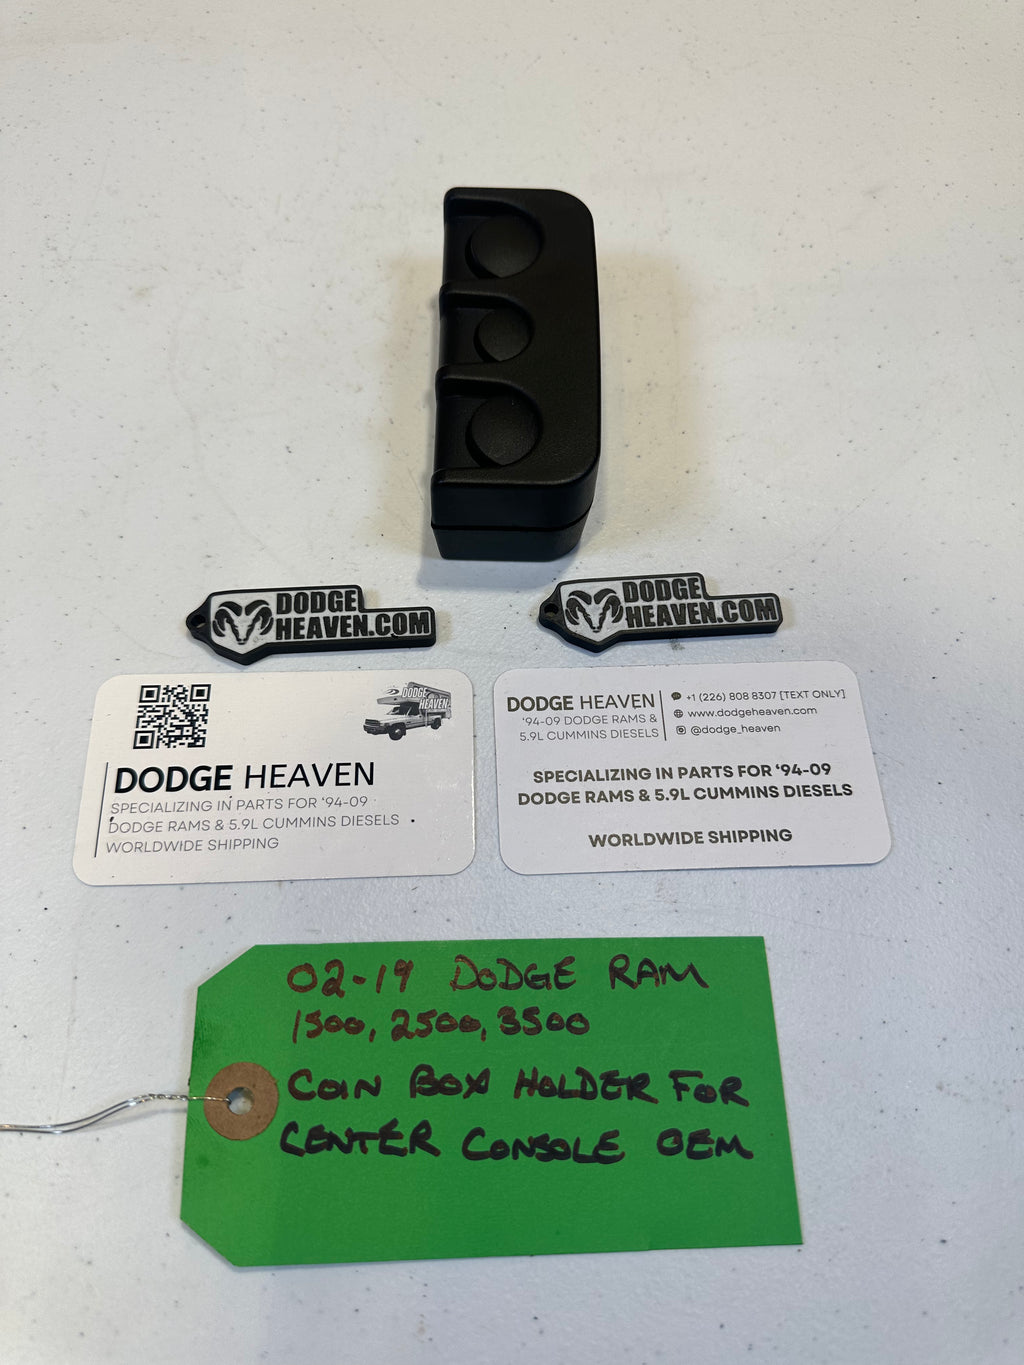 DODGE
HEAVEN.COM
DODGE
HEAVEN.COM
DODGE
HEAVEN
DODGE HEAVEN
SPECIALIZING IN PARTS FOR '94-09
DODGE RAMS & 5.9L CUMMINS DIESELS
WORLDWIDE SHIPPING
DODGE HEAVEN
'94-09 DODGE RAMS &
5.9L CUMMINS DIESELS
+1 (226) 808 8307 [TEXT ONLY]
www.dodgeheaven.com
@dodge_heaven
SPECIALIZING IN PARTS FOR '94-09
DODGE RAMS & 5.9L CUMMINS DIESELS
WORLDWIDE SHIPPING
02-19 DODGE RAM
1500, 2500, 3500
COIN BOX HOLDER FOR
CENTER CONSOLE OEM